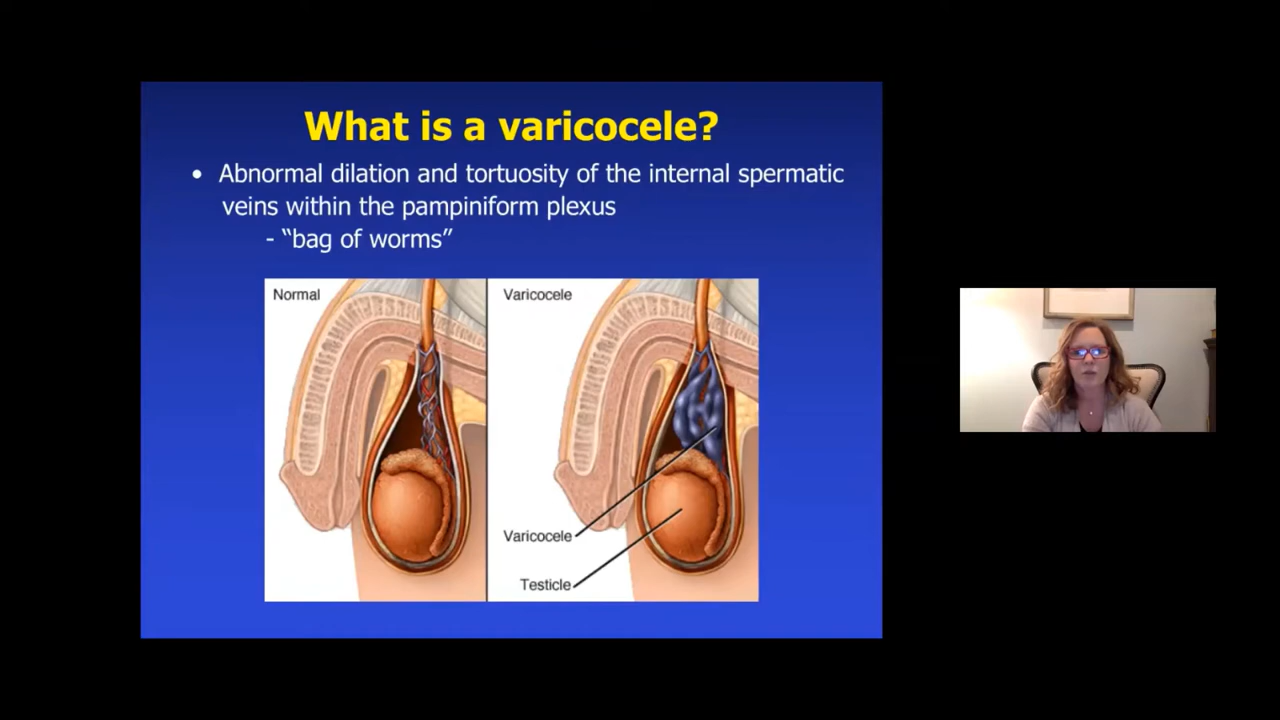 What is a varicocele?
• Abnormal dilation and tortuosity of the internal spermatic
veins within the pampiniform plexus
- “bag of worms”
Normal
Varicocele
Varicocele
Testicle